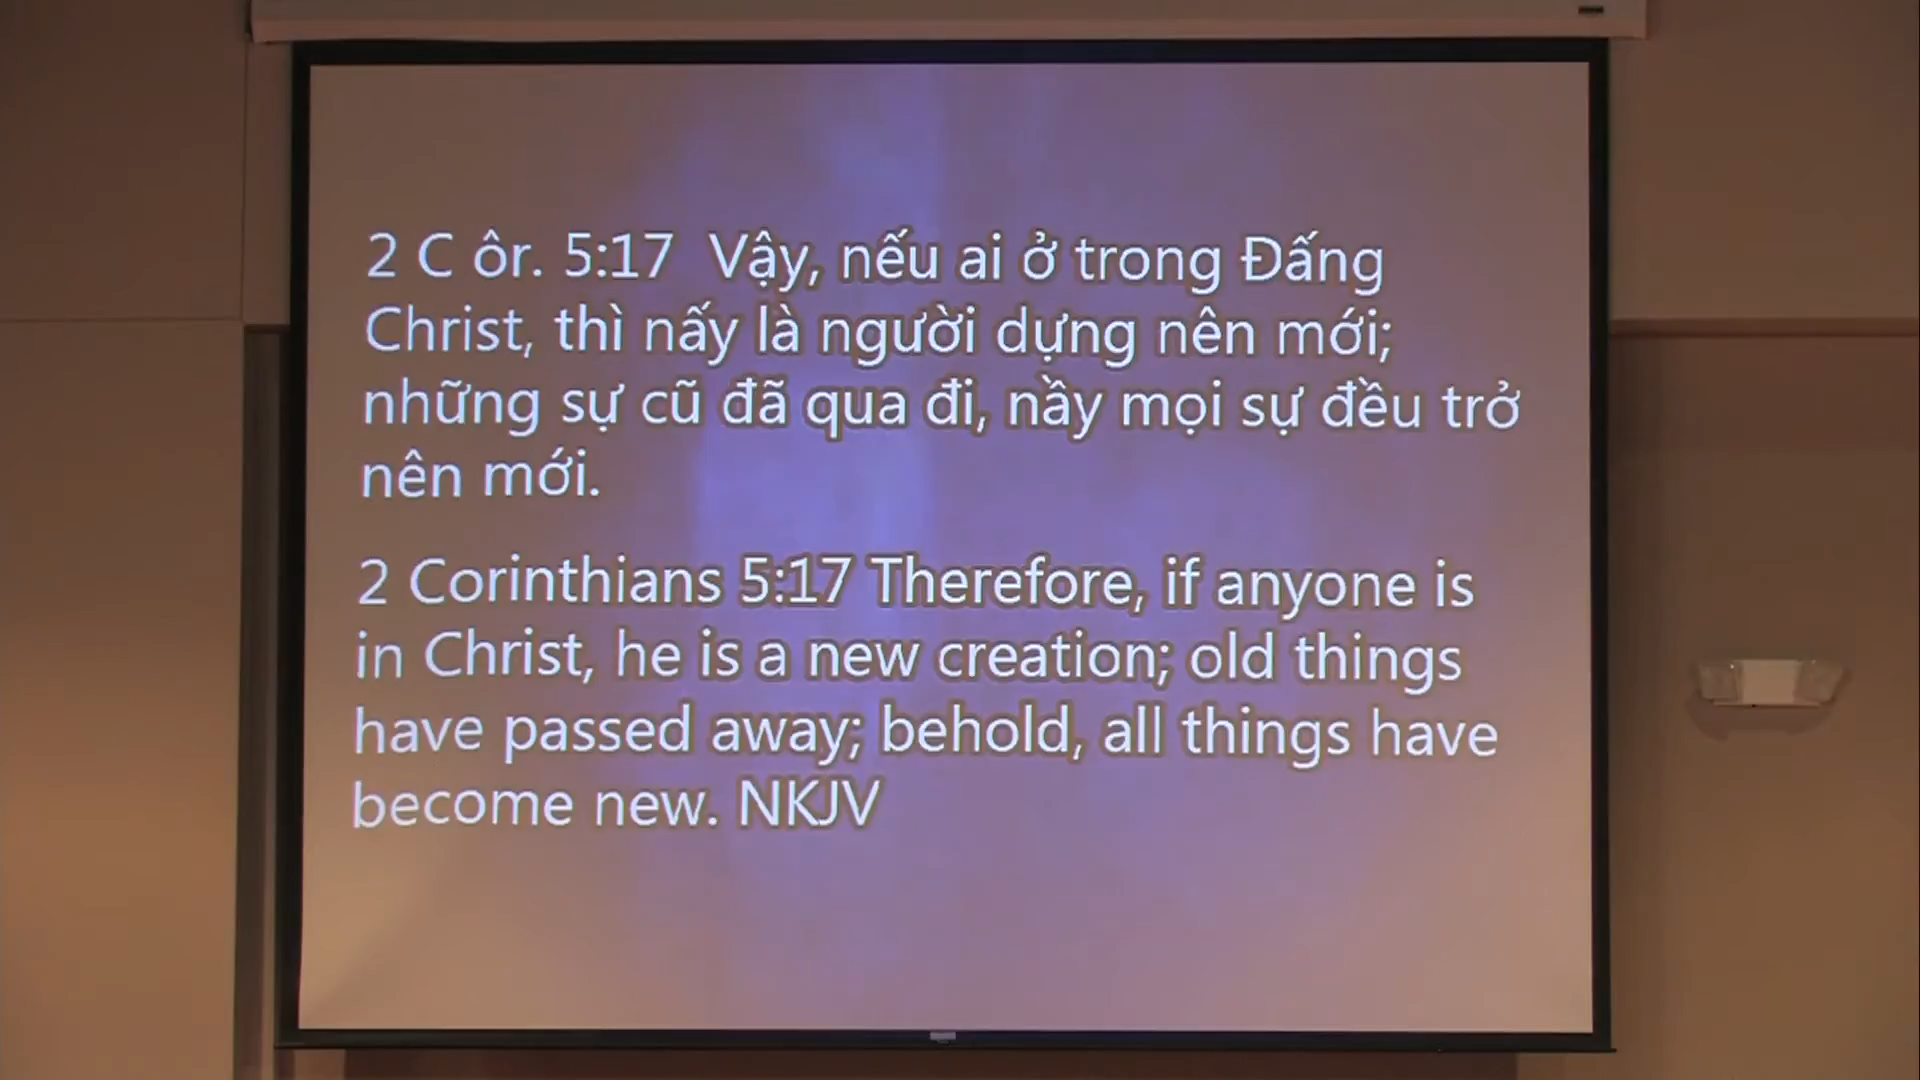 2 C ôr. 5:17  Vậy, nếu ai ở trong Đấng
Christ, thì nấy là người dựng nên mới;
những sự cũ đã qua đi, nầy mọi sự đều trở
nên mới.
2 Corinthians 5:17 Therefore, if anyone is
in Christ, he is a new creation; old things
have passed away; behold, all things have
become new. NKJV